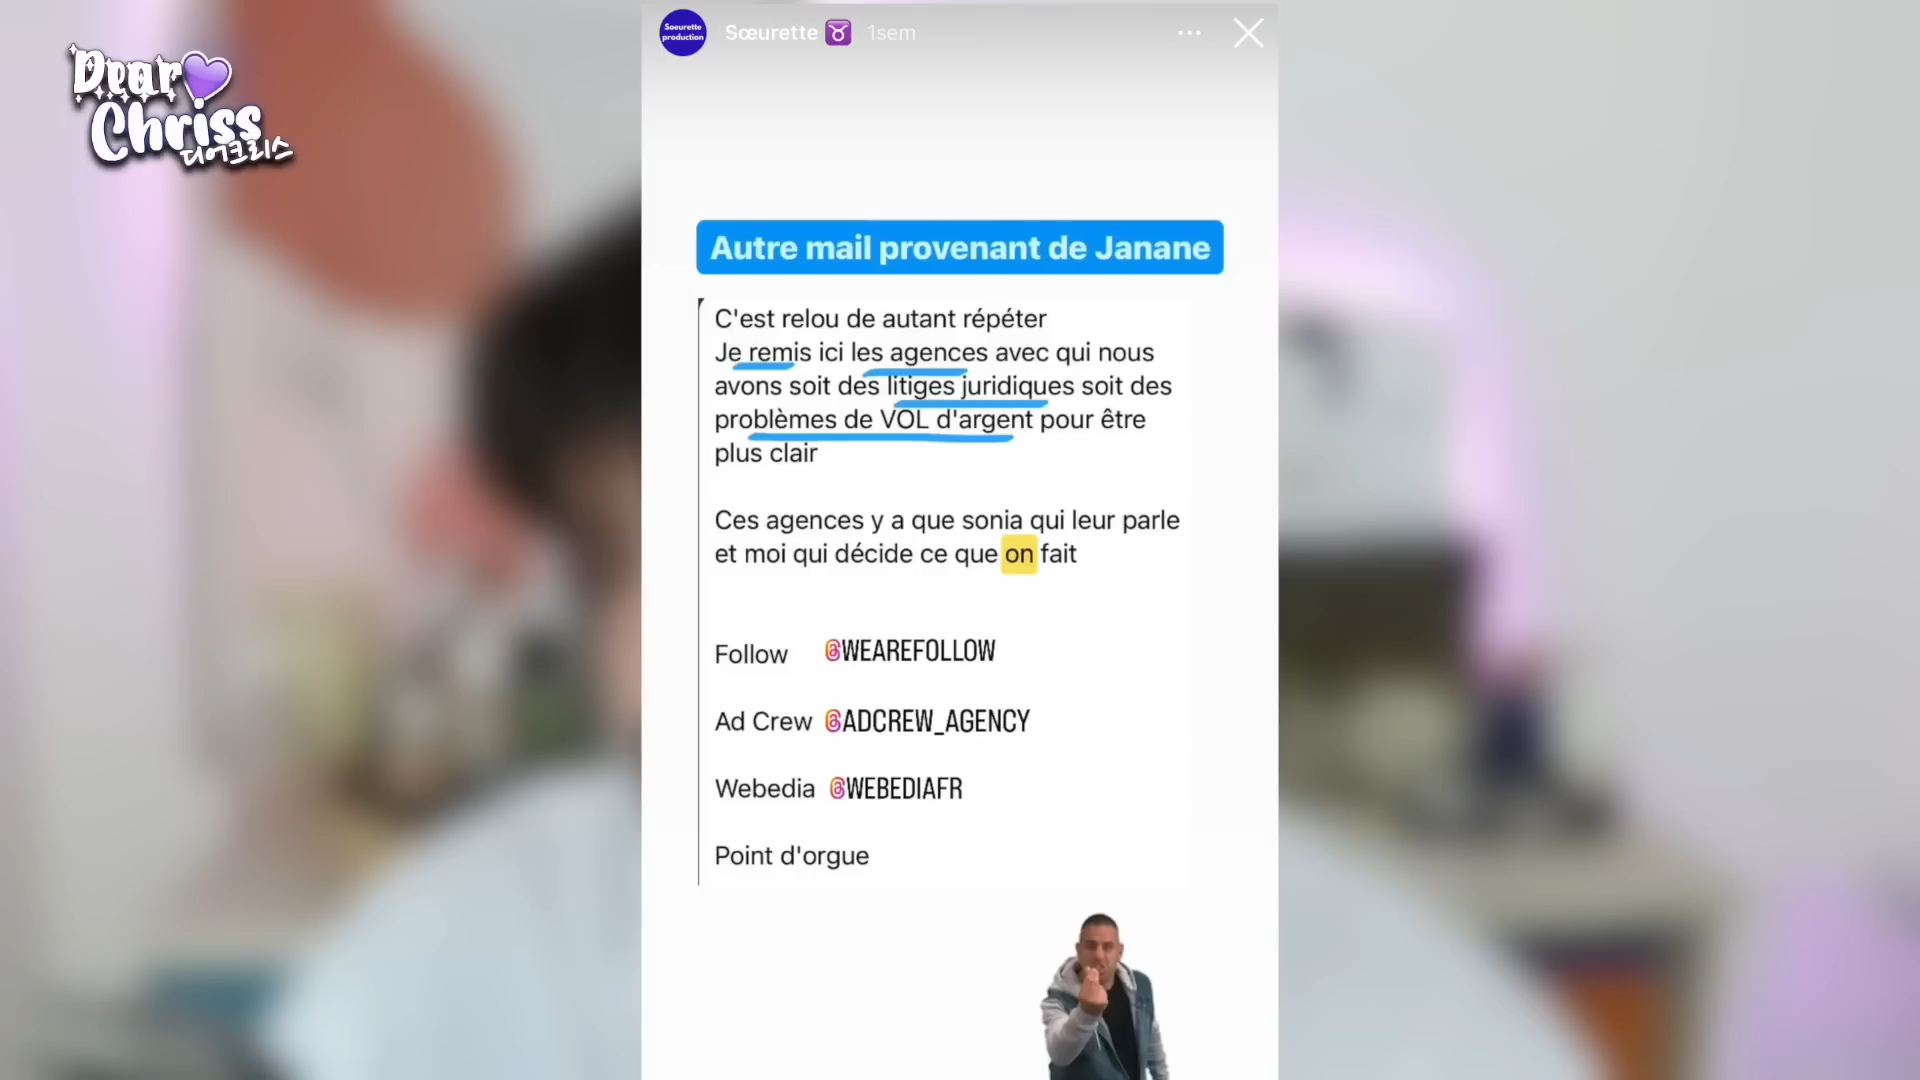 Dear
Chriss
디어크리스
Sœurette
production
Sœurette ♉ 1sem
Autre mail provenant de Janane
C'est relou de autant répéter
Je remis ici les agences avec qui nous
avons soit des litiges juridiques soit des
problèmes de VOL d'argent pour être
plus clair
Ces agences y a que sonia qui leur parle
et moi qui décide ce que on fait
Follow @WEAREFOLLOW
Ad Crew @ADCREW_AGENCY
Webedia @WEBEDIAFR
Point d'orgue